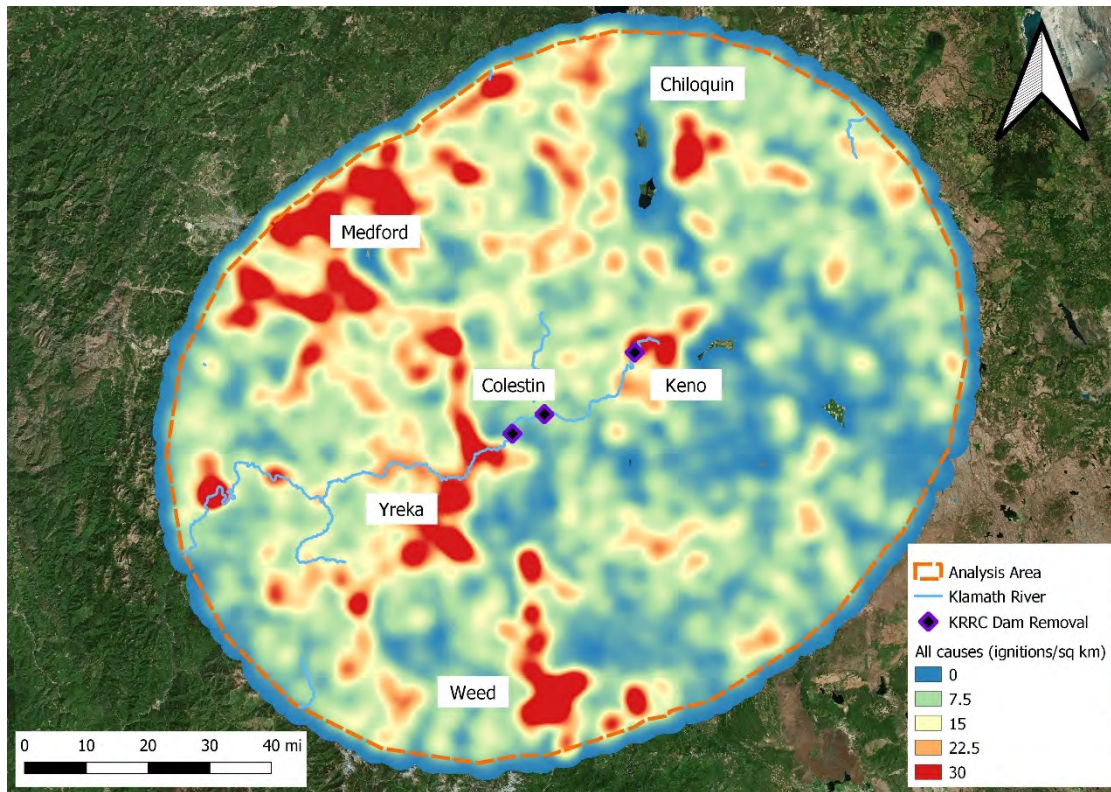 Chiloquin
Medford
Colestin
Keno
Yreka
Weed
Analysis Area
Klamath River
KRRC Dam Removal
All causes (ignitions/sq km)
0
7.5
15
22.5
30
0 10 20 30 40 mi